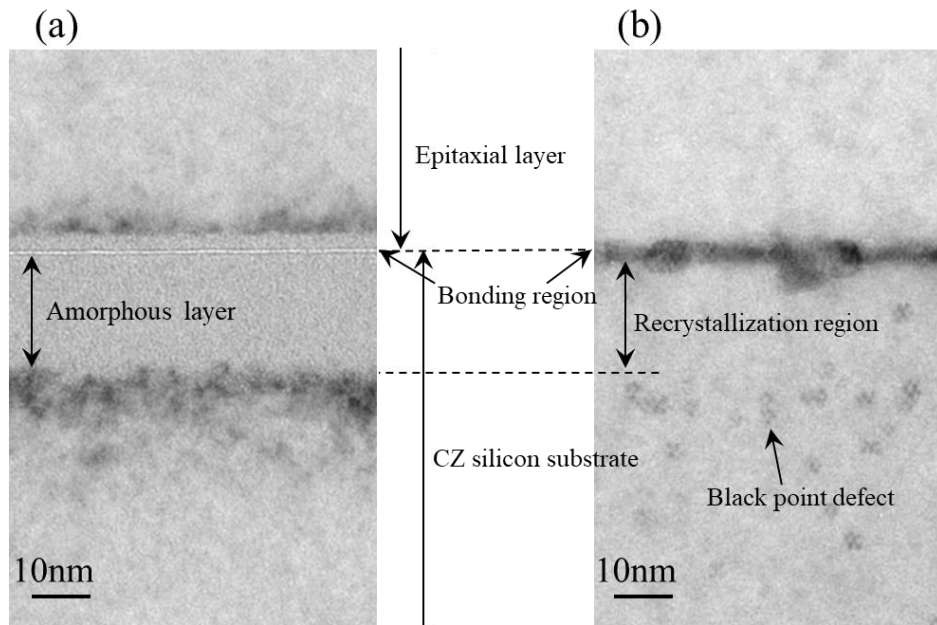 (a)
(b)
Epitaxial layer
Bonding region
Amorphous layer
Recrystallization region
CZ silicon substrate
Black point defect
10nm
10nm